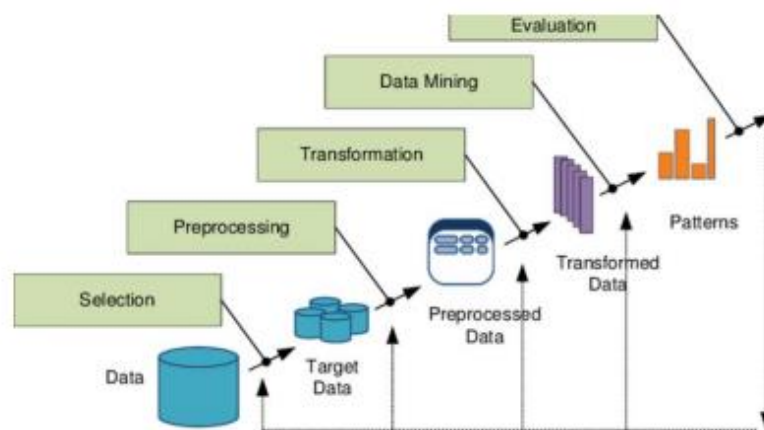 Evaluation
Data Mining
Transformation
Preprocessing
Selection
Data
Target
Data
Preprocessed
Data
Transformed
Data
Patterns